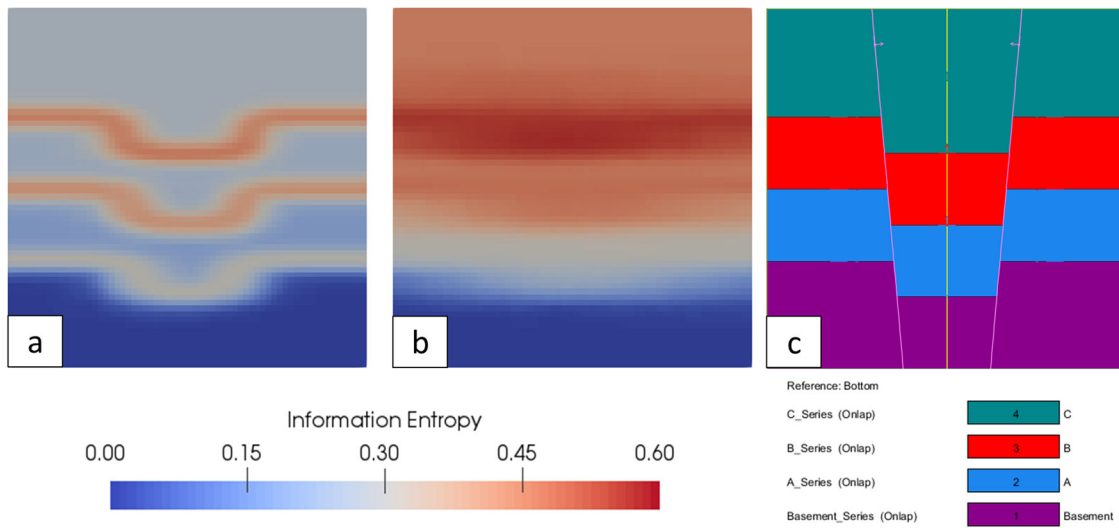 a
b
c
Information Entropy
0.00 0.15 0.30 0.45 0.60
Reference: Bottom
C_Series (Onlap) 4 C
B_Series (Onlap) 3 B
A_Series (Onlap) 2 A
Basement_Series (Onlap) 1 Basement